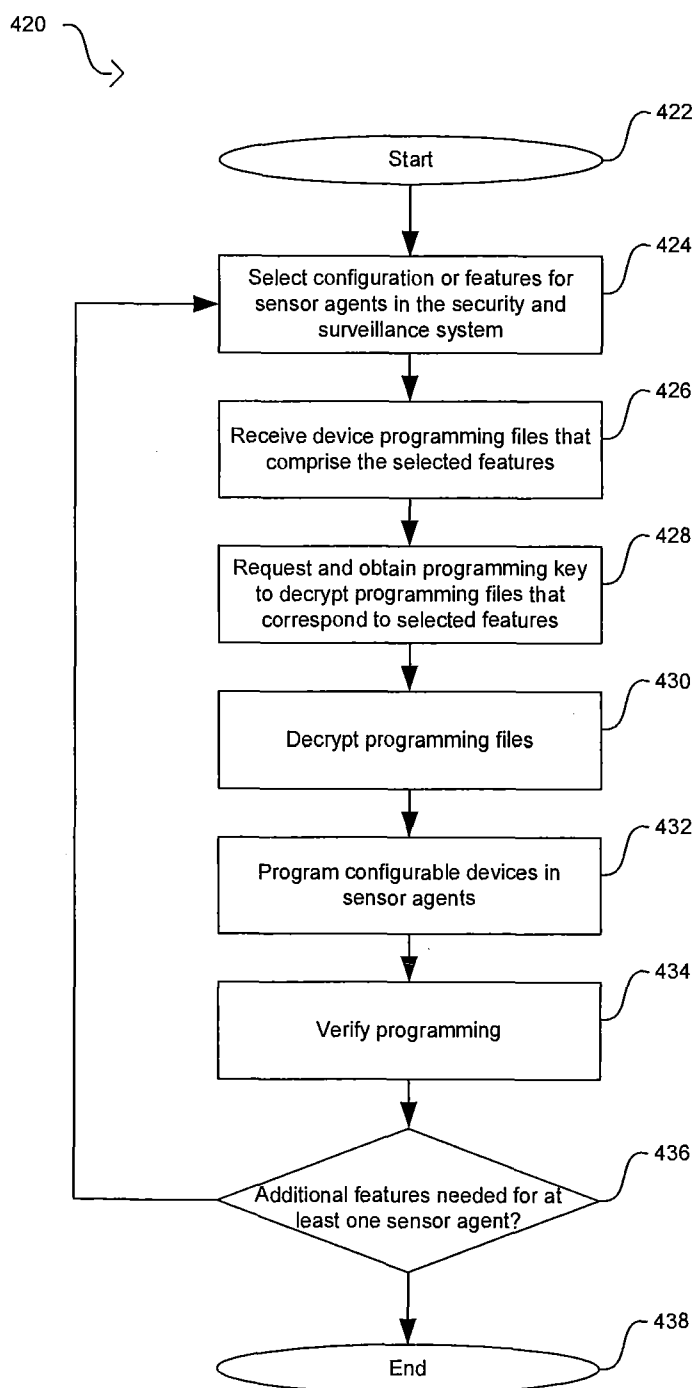 420
422
Start
424
Select configuration or features for
sensor agents in the security and
surveillance system
426
Receive device programming files that
comprise the selected features
428
Request and obtain programming key
to decrypt programming files that
correspond to selected features
430
Decrypt programming files
432
Program configurable devices in
sensor agents
434
Verify programming
436
Additional features needed for at
least one sensor agent?
438
End